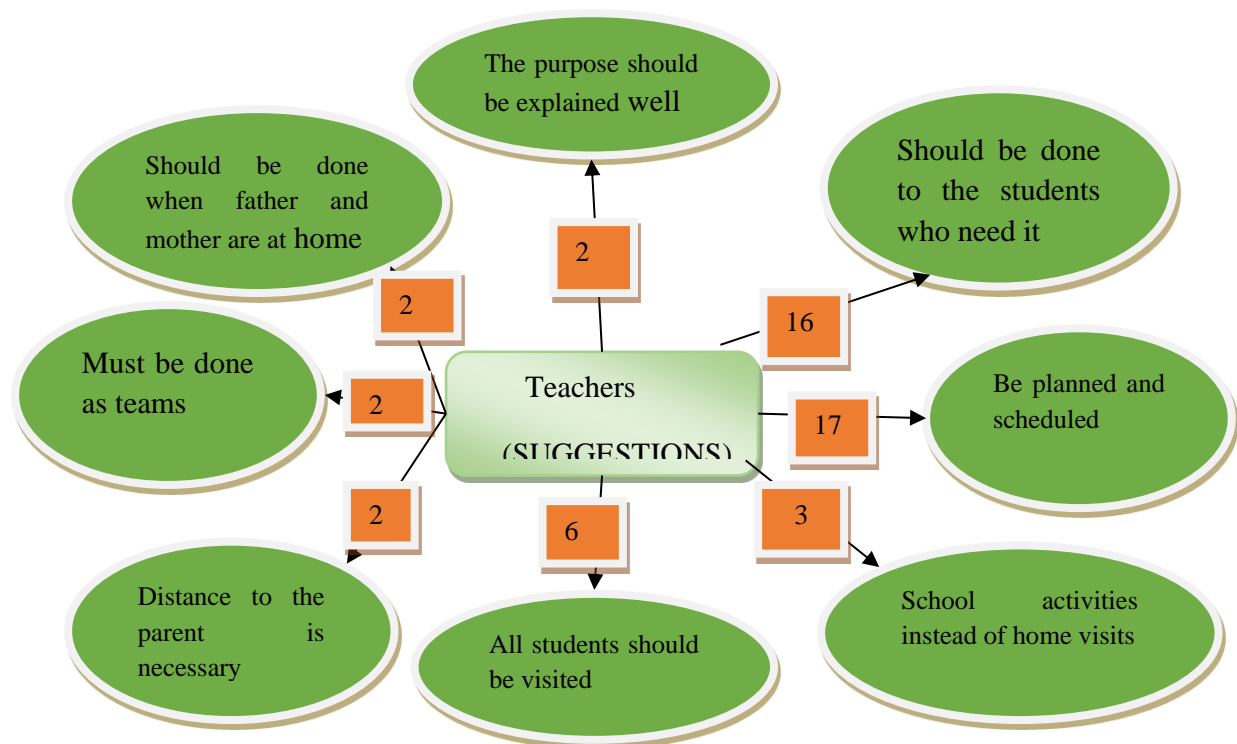 The purpose should
be explained well
Should be done
when father and
mother are at home
Should be done
to the students
who need it
2
2
16
Must be done
as teams
2
Teachers
(SUGGESTIONS)
Be planned and
scheduled
17
2
6
3
Distance to the
parent is
necessary
All students should
be visited
School activities
instead of home visits